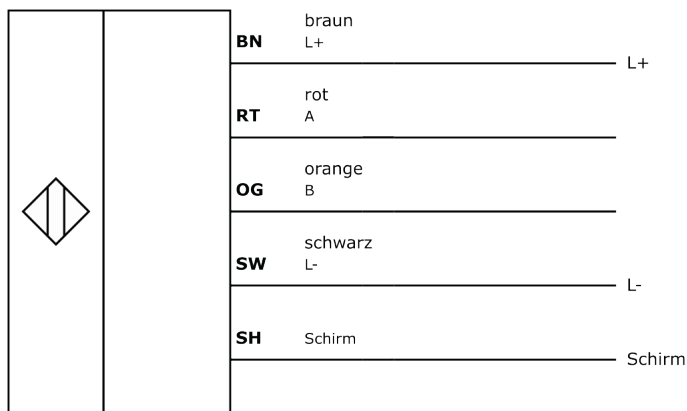 braun
BN L+
L+
rot
RT A
orange
OG B
schwarz
SW L-
L-
SH Schirm
Schirm